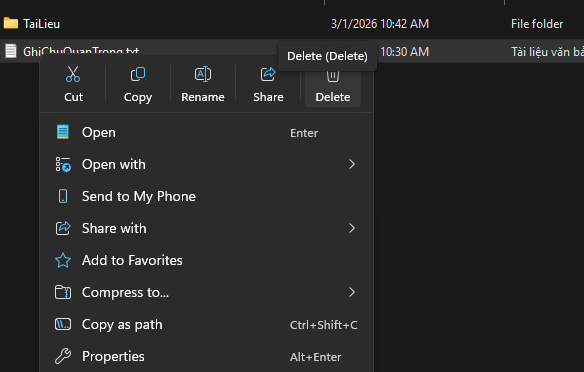 TaiLieu 3/1/2026 10:42 AM File folder
GhiChuQuanTrong.txt 10:30 AM Tài liệu văn
Delete (Delete)
Cut Copy Rename Share Delete
Open Enter
Open with
Send to My Phone
Share with
Add to Favorites
Compress to...
Copy as path Ctrl+Shift+C
Properties Alt+Enter